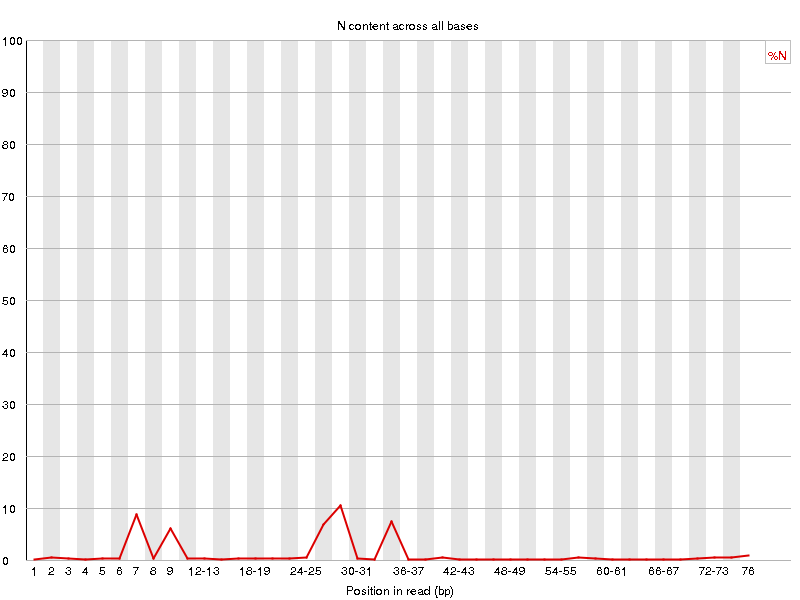 N content across all bases
%N
100
90
80
70
60
50
40
30
20
10
0
1 2 3 4 5 6 7 8 9 12-13 18-19 24-25 30-31 36-37 42-43 48-49 54-55 60-61 66-67 72-73 76
Position in read (bp)